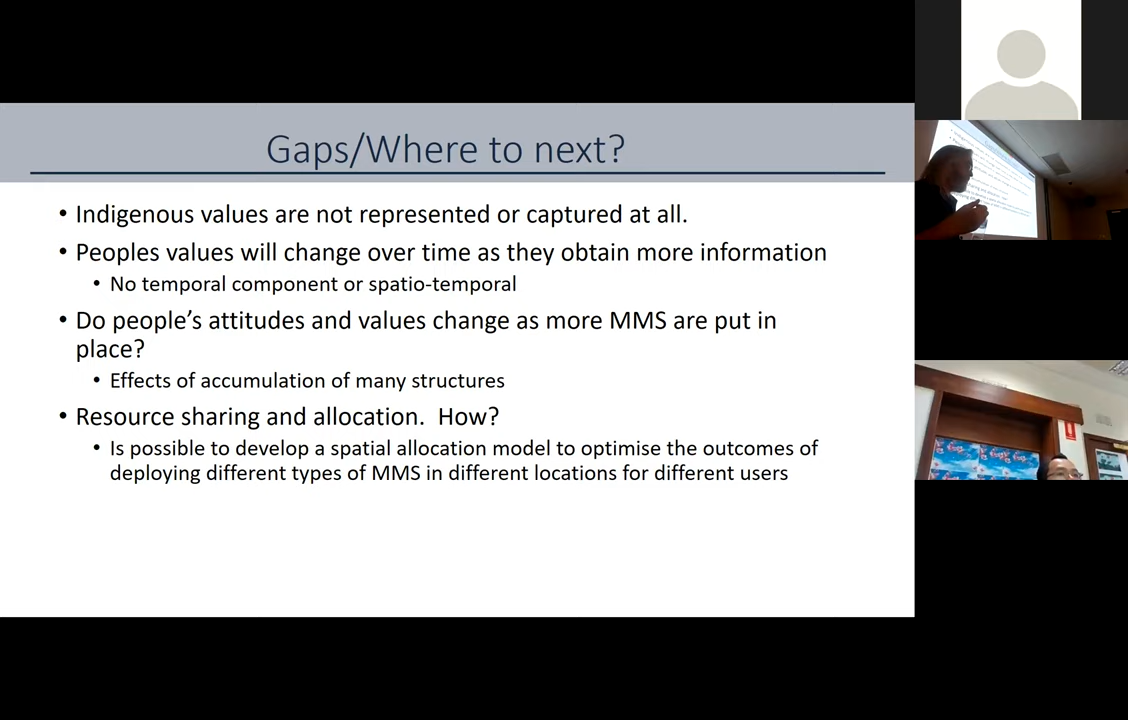 Gaps/Where to next?
• Indigenous values are not represented or captured at all.
• Peoples values will change over time as they obtain more information
• No temporal component or spatio-temporal
• Do people's attitudes and values change as more MMS are put in
place?
• Effects of accumulation of many structures
• Resource sharing and allocation.  How?
• Is possible to develop a spatial allocation model to optimise the outcomes of
deploying different types of MMS in different locations for different users